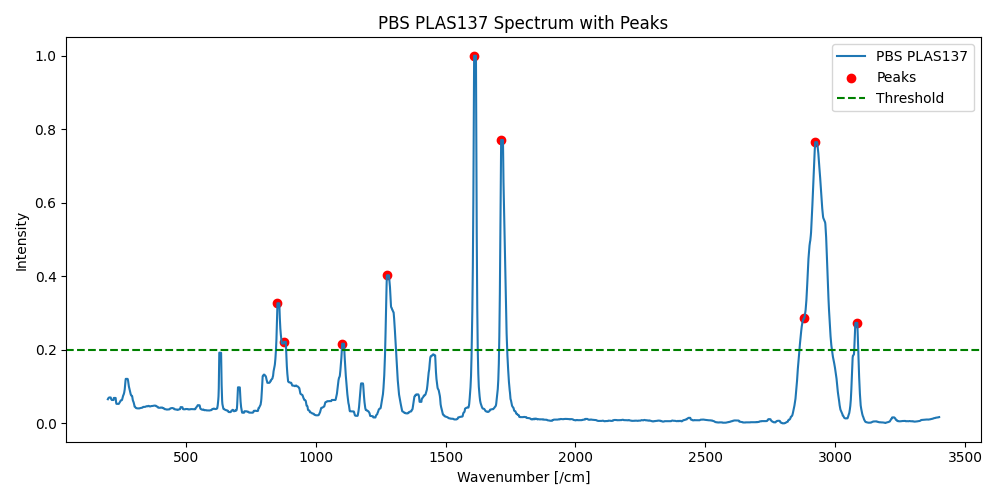 PBS PLAS137 Spectrum with Peaks
PBS PLAS137
Peaks
Threshold
Intensity
1.0
0.8
0.6
0.4
0.2
0.0
500
1000
1500
2000
2500
3000
3500
Wavenumber [/cm]